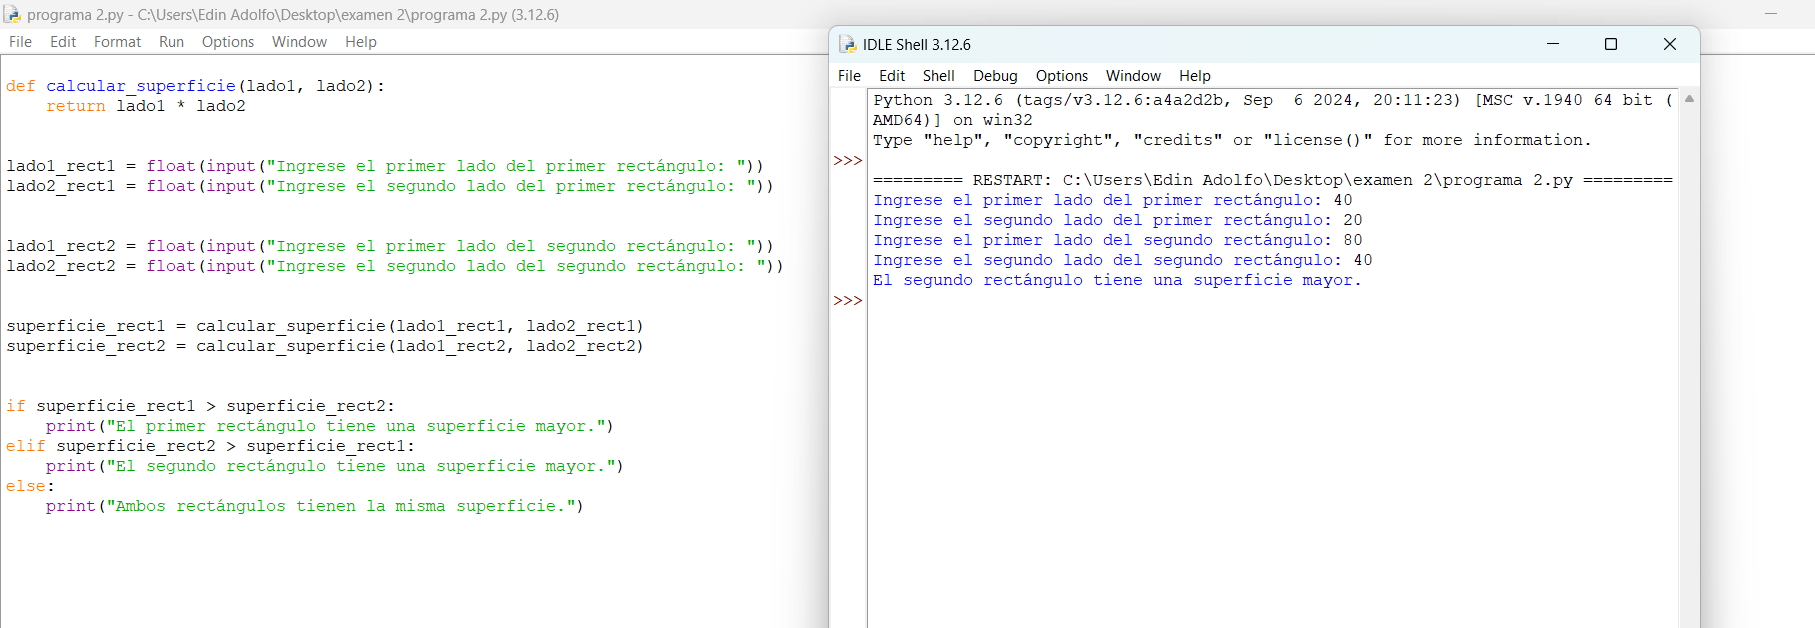 programa 2.py - C:\Users\Edin Adolfo\Desktop\examen 2\programa 2.py (3.12.6)
File Edit Format Run Options Window Help
def calcular_superficie(lado1, lado2):
    return lado1 * lado2
lado1_rect1 = float(input("Ingrese el primer lado del primer rectángulo: "))
lado2_rect1 = float(input("Ingrese el segundo lado del primer rectángulo: "))
lado1_rect2 = float(input("Ingrese el primer lado del segundo rectángulo: "))
lado2_rect2 = float(input("Ingrese el segundo lado del segundo rectángulo: "))
superficie_rect1 = calcular_superficie(lado1_rect1, lado2_rect1)
superficie_rect2 = calcular_superficie(lado1_rect2, lado2_rect2)
if superficie_rect1 > superficie_rect2:
    print("El primer rectángulo tiene una superficie mayor.")
elif superficie_rect2 > superficie_rect1:
    print("El segundo rectángulo tiene una superficie mayor.")
else:
    print("Ambos rectángulos tienen la misma superficie.")
IDLE Shell 3.12.6
File Edit Shell Debug Options Window Help
Python 3.12.6 (tags/v3.12.6:a4a2d2b, Sep  6 2024, 20:11:23) [MSC v.1940 64 bit (
AMD64)] on win32
Type "help", "copyright", "credits" or "license()" for more information.
>>>
========= RESTART: C:\Users\Edin Adolfo\Desktop\examen 2\programa 2.py =========
Ingrese el primer lado del primer rectángulo: 40
Ingrese el segundo lado del primer rectángulo: 20
Ingrese el primer lado del segundo rectángulo: 80
Ingrese el segundo lado del segundo rectángulo: 40
El segundo rectángulo tiene una superficie mayor.
>>>